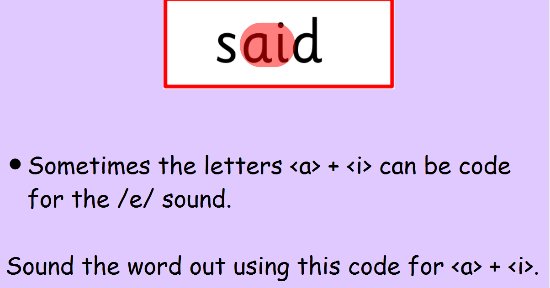 said
• Sometimes the letters <a> + <i> can be code
for the /e/ sound.
Sound the word out using this code for <a> + <i>.